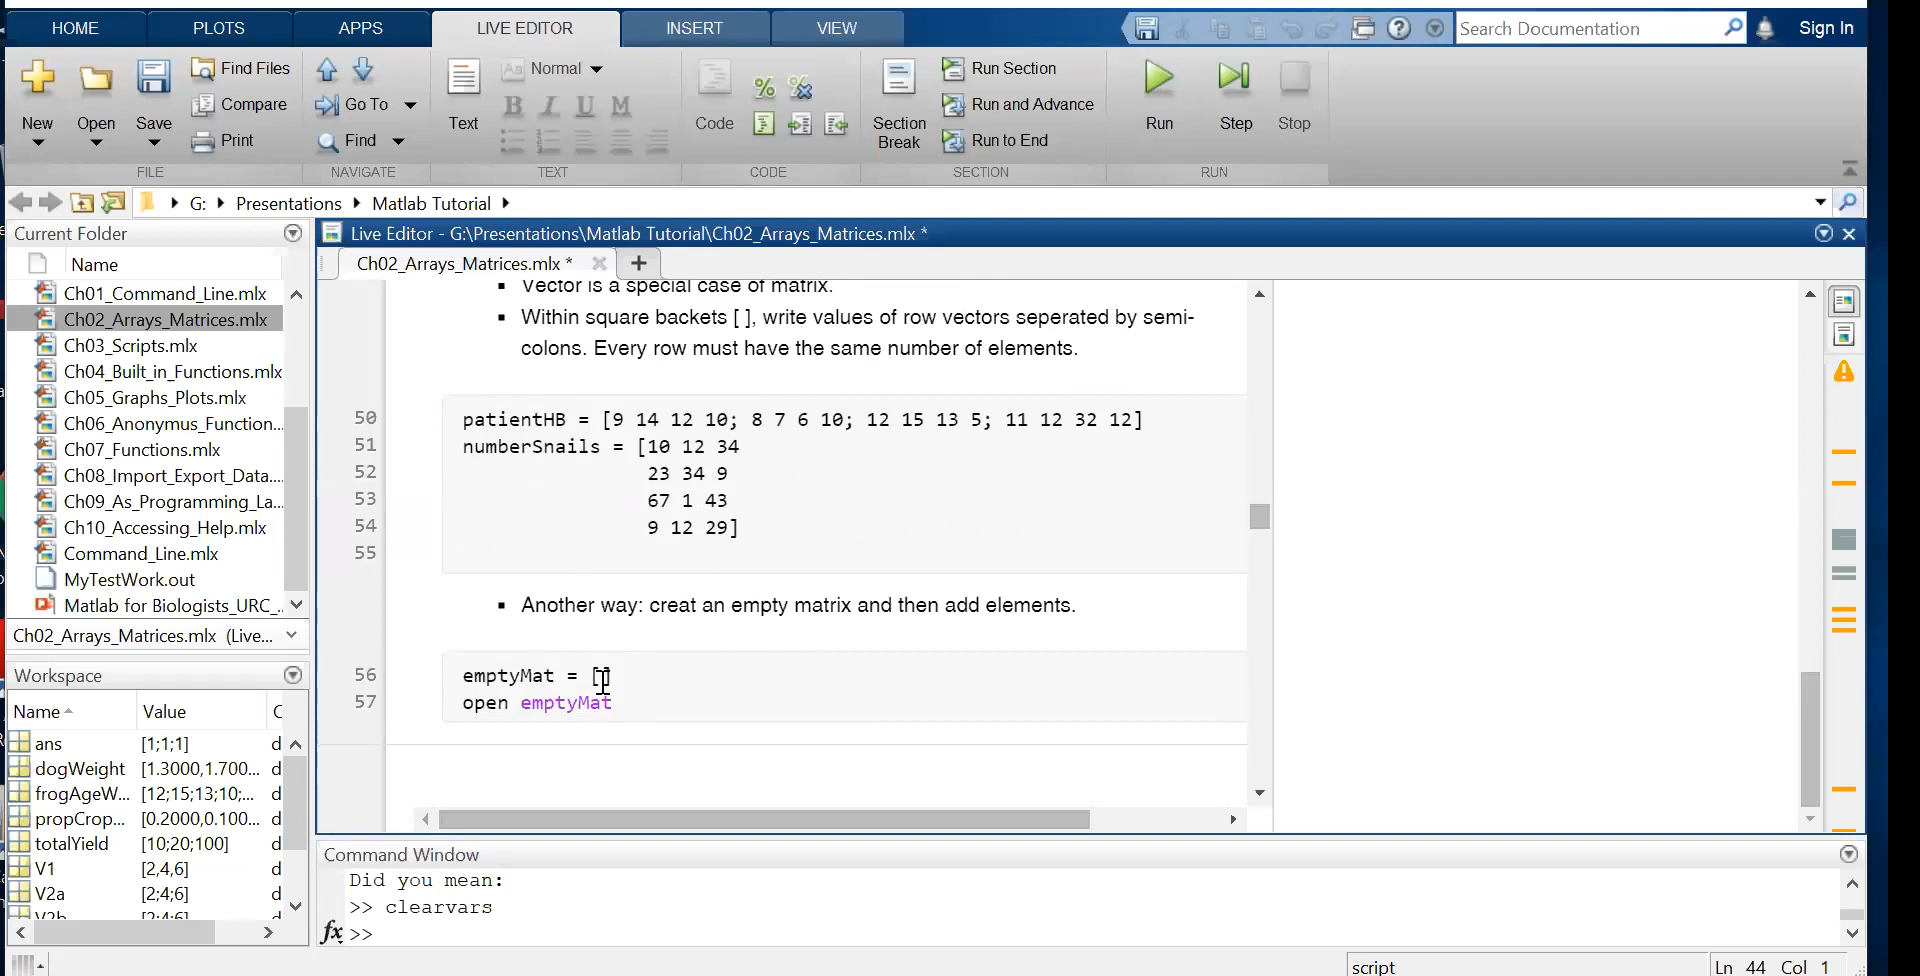 HOME PLOTS APPS LIVE EDITOR INSERT VIEW Search Documentation Sign In
New Open Save Find Files Compare Print
FILE
Go To Find
NAVIGATE
Text Aa Normal B I U M
TEXT
Code
CODE
Section Break Run Section Run and Advance Run to End
SECTION
Run Step Stop
RUN
G: Presentations Matlab Tutorial
Current Folder
Name
Ch01_Command_Line.mlx
Ch02_Arrays_Matrices.mlx
Ch03_Scripts.mlx
Ch04_Built_in_Functions.mlx
Ch05_Graphs_Plots.mlx
Ch06_Anonymus_Function...
Ch07_Functions.mlx
Ch08_Import_Export_Data....
Ch09_As_Programming_La...
Ch10_Accessing_Help.mlx
Command_Line.mlx
MyTestWork.out
Matlab for Biologists_URC_...
Ch02_Arrays_Matrices.mlx (Live...
Workspace
Name Value C
ans [1;1;1] d
dogWeight [1.3000,1.700... d
frogAgeW... [12;15;13;10;... d
propCrop... [0.2000,0.100... d
totalYield [10;20;100] d
V1 [2,4,6] d
V2a [2;4;6] d
V2b [2;4;6] d
Live Editor - G:\Presentations\Matlab Tutorial\Ch02_Arrays_Matrices.mlx *
Ch02_Arrays_Matrices.mlx * +
▪ Vector is a special case of matrix.
▪ Within square backets [ ], write values of row vectors seperated by semi-
colons. Every row must have the same number of elements.
50 patientHB = [9 14 12 10; 8 7 6 10; 12 15 13 5; 11 12 32 12]
51 numberSnails = [10 12 34
52 23 34 9
53 67 1 43
54 9 12 29]
55
▪ Another way: creat an empty matrix and then add elements.
56 emptyMat = []
57 open emptyMat
Command Window
Did you mean:
>> clearvars
fx >>
script Ln 44 Col 1